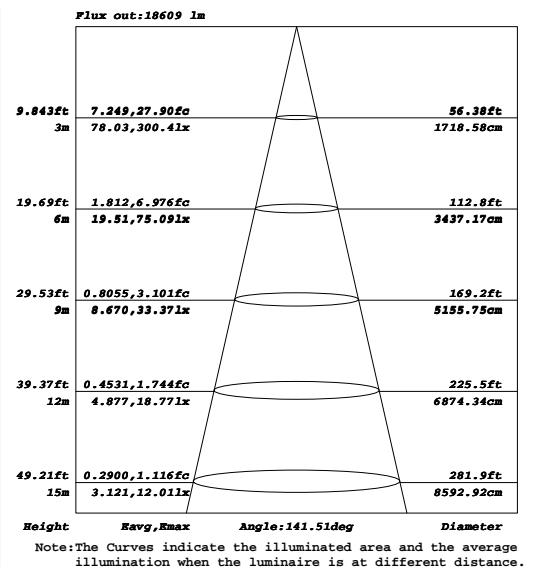 Flux out:18609 lm
9.843ft 7.249,27.90fc 56.38ft
3m 78.03,300.4lx 1718.58cm
19.69ft 1.812,6.976fc 112.8ft
6m 19.51,75.09lx 3437.17cm
29.53ft 0.8055,3.101fc 169.2ft
9m 8.670,33.37lx 5155.75cm
39.37ft 0.4531,1.744fc 225.5ft
12m 4.877,18.77lx 6874.34cm
49.21ft 0.2900,1.116fc 281.9ft
15m 3.121,12.01lx 8592.92cm
Height Eavg,Emax Angle:141.51deg Diameter
Note:The Curves indicate the illuminated area and the average
illumination when the luminaire is at different distance.